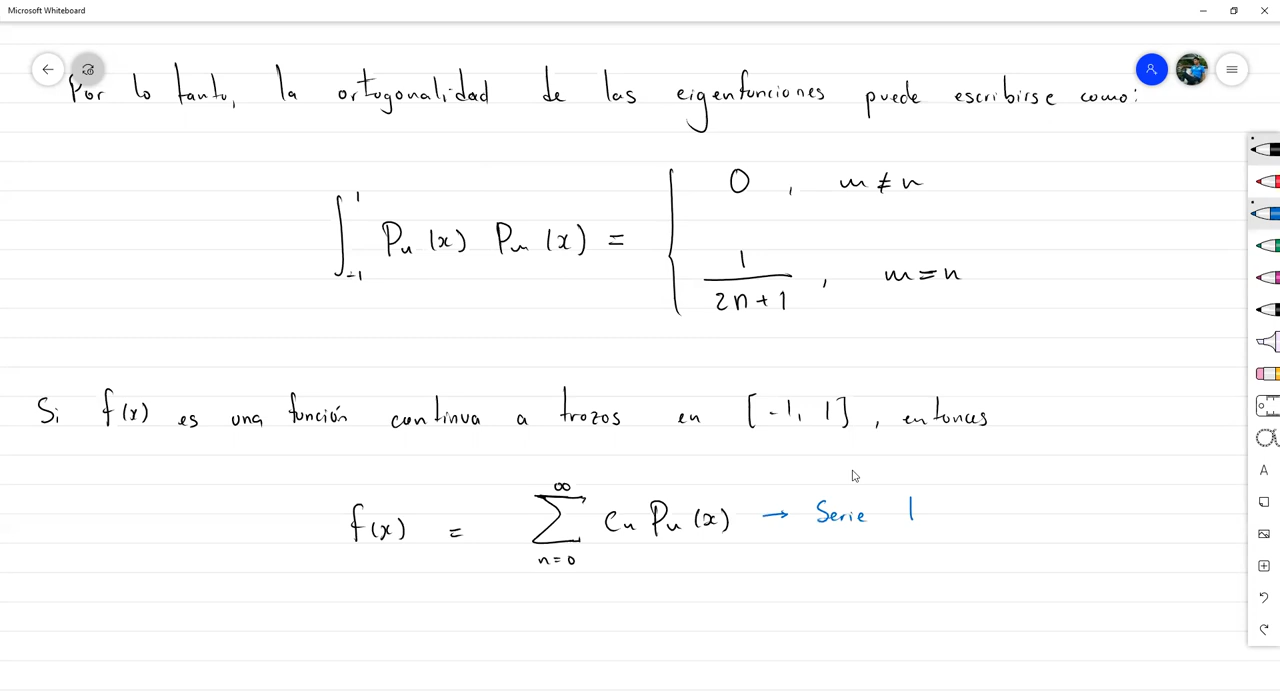 Microsoft Whiteboard
Por lo tanto, la ortogonalidad de las eigenfunciones puede escribirse como:
∫_{-1}^{1} Pn(x) Pm(x) = { 0, m ≠ n
1/(2n+1), m = n
Si f(x) es una función continua a trozos en [-1, 1], entonces
f(x) = ∑_{n=0}^{∞} Cn Pn(x) → Serie
A